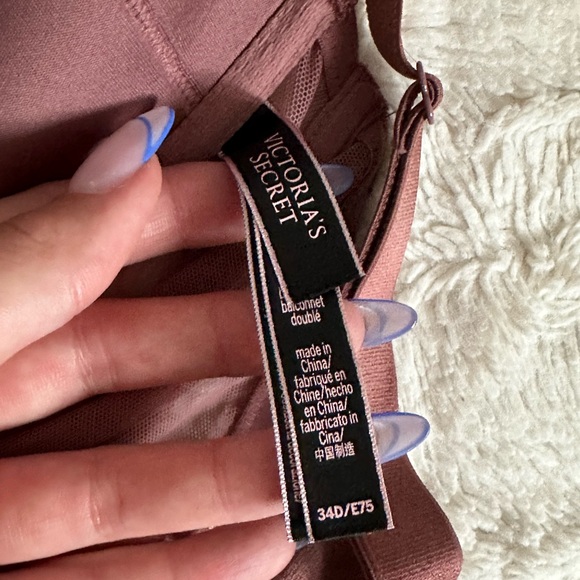 VICTORIA'S
SECRET
balconnet
doublé
made in
China/
fabriqué en
Chine/hecho
en China/
fabbricato in
Cina/
中国制造
34D/E75